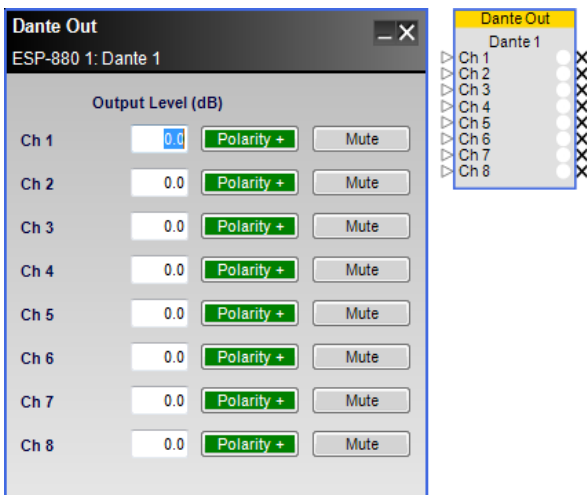 Dante Out
ESP-880 1: Dante 1
Output Level (dB)
Ch 1 0.0 Polarity + Mute
Ch 2 0.0 Polarity + Mute
Ch 3 0.0 Polarity + Mute
Ch 4 0.0 Polarity + Mute
Ch 5 0.0 Polarity + Mute
Ch 6 0.0 Polarity + Mute
Ch 7 0.0 Polarity + Mute
Ch 8 0.0 Polarity + Mute
Dante Out
Dante 1
Ch 1
Ch 2
Ch 3
Ch 4
Ch 5
Ch 6
Ch 7
Ch 8